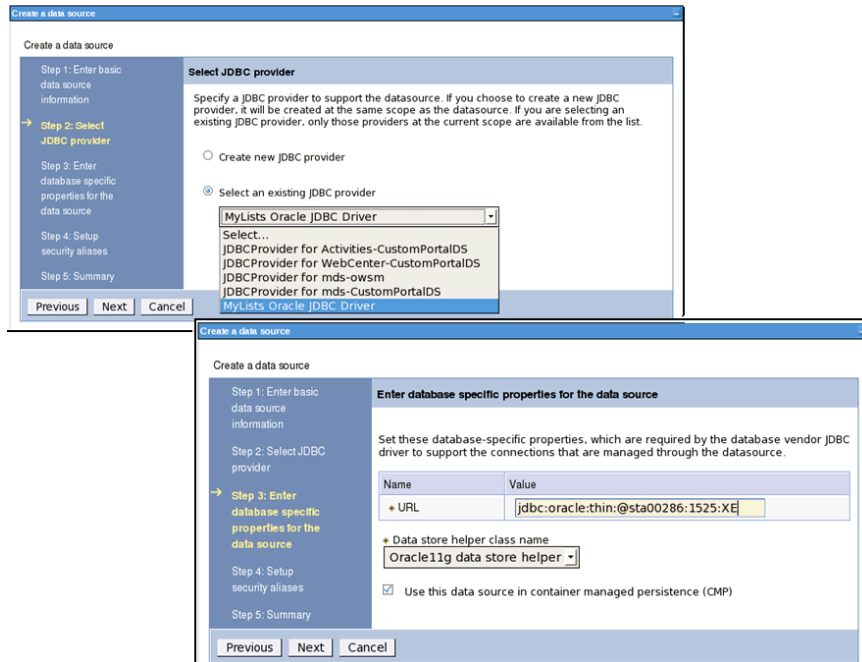 Create a data source
Create a data source
Step 1: Enter basic
data source
information
Step 2: Select
JDBC provider
Step 3: Enter
database specific
properties for the
data source
Step 4: Setup
security aliases
Step 5: Summary
Select JDBC provider
Specify a JDBC provider to support the datasource. If you choose to create a new JDBC
provider, it will be created at the same scope as the datasource. If you are selecting an
existing JDBC provider, only those providers at the current scope are available from the list.
Create new JDBC provider
Select an existing JDBC provider
MyLists Oracle JDBC Driver
Select...
JDBCProvider for Activities-CustomPortalDS
JDBCProvider for WebCenter-CustomPortalDS
JDBCProvider for mds-owsm
JDBCProvider for mds-CustomPortalDS
MyLists Oracle JDBC Driver
Previous Next Cancel
Create a data source
Create a data source
Step 1: Enter basic
data source
information
Step 2: Select JDBC
provider
Step 3: Enter
database specific
properties for the
data source
Step 4: Setup
security aliases
Step 5: Summary
Enter database specific properties for the data source
Set these database-specific properties, which are required by the database vendor JDBC
driver to support the connections that are managed through the datasource.
Name Value
URL jdbc:oracle:thin:@sta00286:1525:XE
Data store helper class name
Oracle11g data store helper
Use this data source in container managed persistence (CMP)
Previous Next Cancel